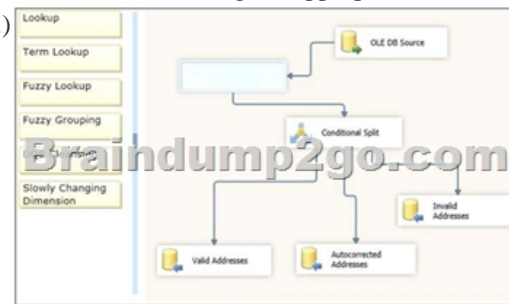 )
Lookup
Term Lookup
Fuzzy Lookup
Fuzzy Grouping
Slowly Changing
Dimension
OLE DB Source
Conditional Split
Braindump2go.com
Invalid
Addresses
Valid Addresses
Autocorrected
Addresses